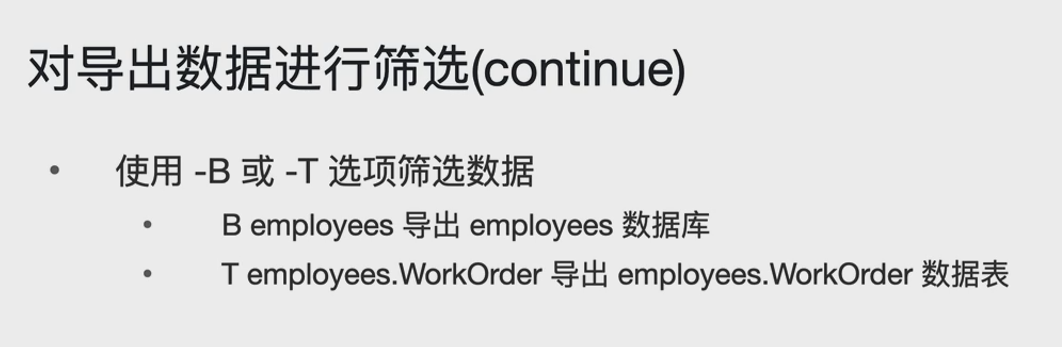 对导出数据进行筛选(continue)
• 使用 -B 或 -T 选项筛选数据
• B employees 导出 employees 数据库
• T employees.WorkOrder 导出 employees.WorkOrder 数据表